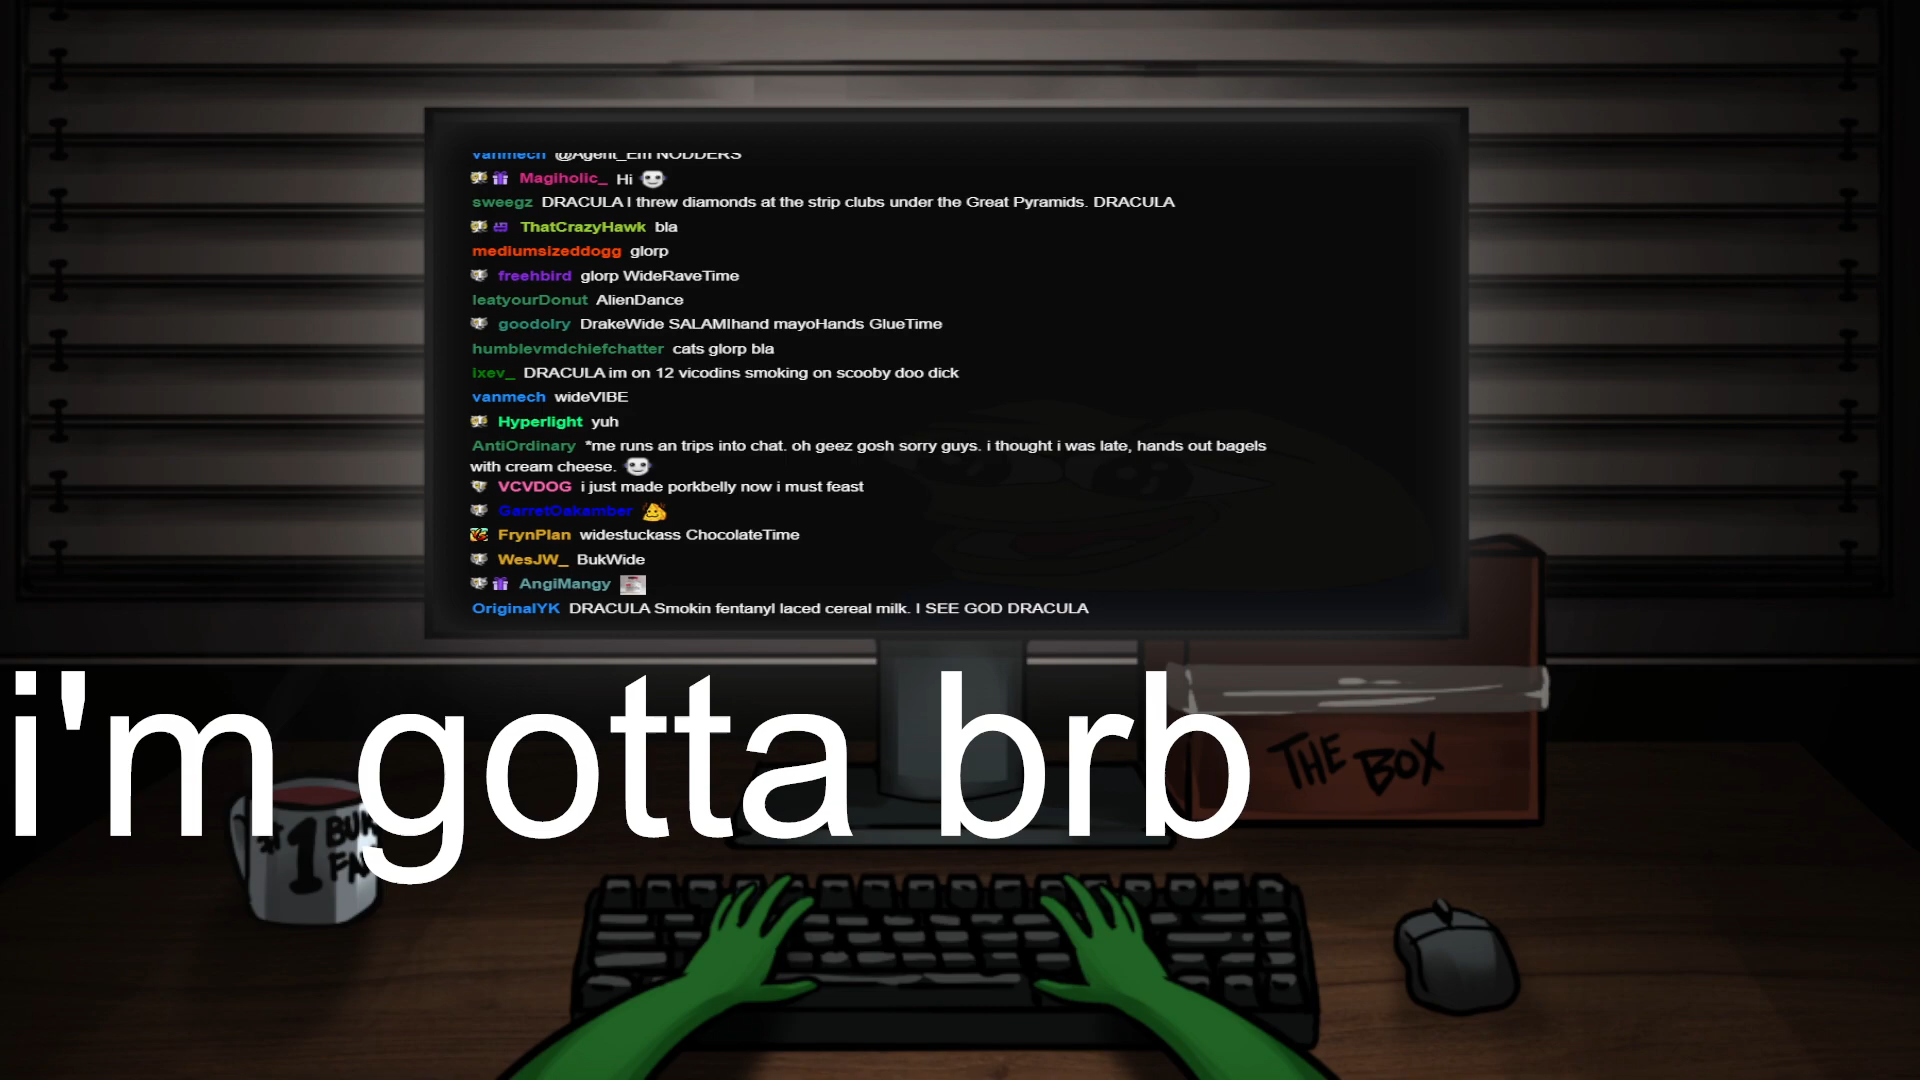 vanmech @Agent_Em NODDERS
Magiholic_ Hi
sweegz DRACULA I threw diamonds at the strip clubs under the Great Pyramids. DRACULA
ThatCrazyHawk bla
mediumsizeddogg glorp
freehbird glorp WideRaveTime
leatyourDonut AlienDance
goodolry DrakeWide SALAMIhand mayoHands GlueTime
humblevmdchiefchatter cats glorp bla
ixev_ DRACULA im on 12 vicodins smoking on scooby doo dick
vanmech wideVIBE
Hyperlight yuh
AntiOrdinary *me runs an trips into chat. oh geez gosh sorry guys. i thought i was late, hands out bagels
with cream cheese.
VCVDOG i just made porkbelly now i must feast
GarretOakamber
FrynPlan widestuckass ChocolateTime
WesJW_ BukWide
AngiMangy
OriginalYK DRACULA Smokin fentanyl laced cereal milk. I SEE GOD DRACULA
i'm gotta brb
THE BOX
#1